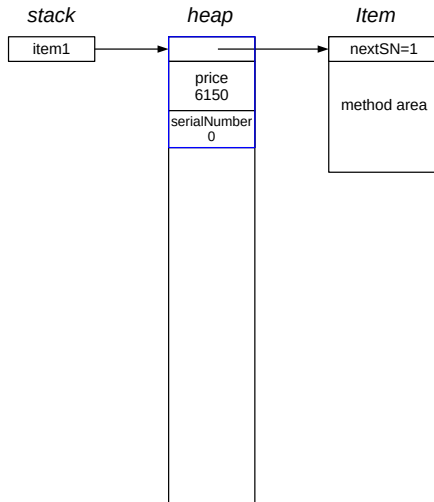 stack heap Item
item1 nextSN=1
price
6150
method area
serialNumber
0